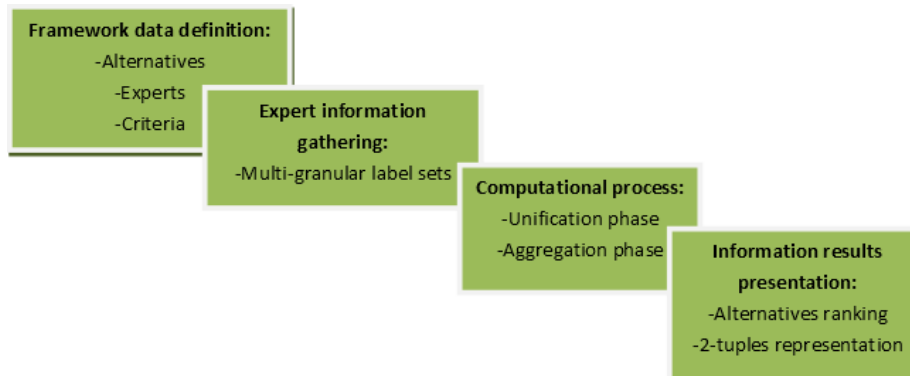 Framework data definition:
-Alternatives
-Experts
-Criteria
Expert information
gathering:
-Multi-granular label sets
Computational process:
-Unification phase
-Aggregation phase
Information results
presentation:
-Alternatives ranking
-2-tuples representation